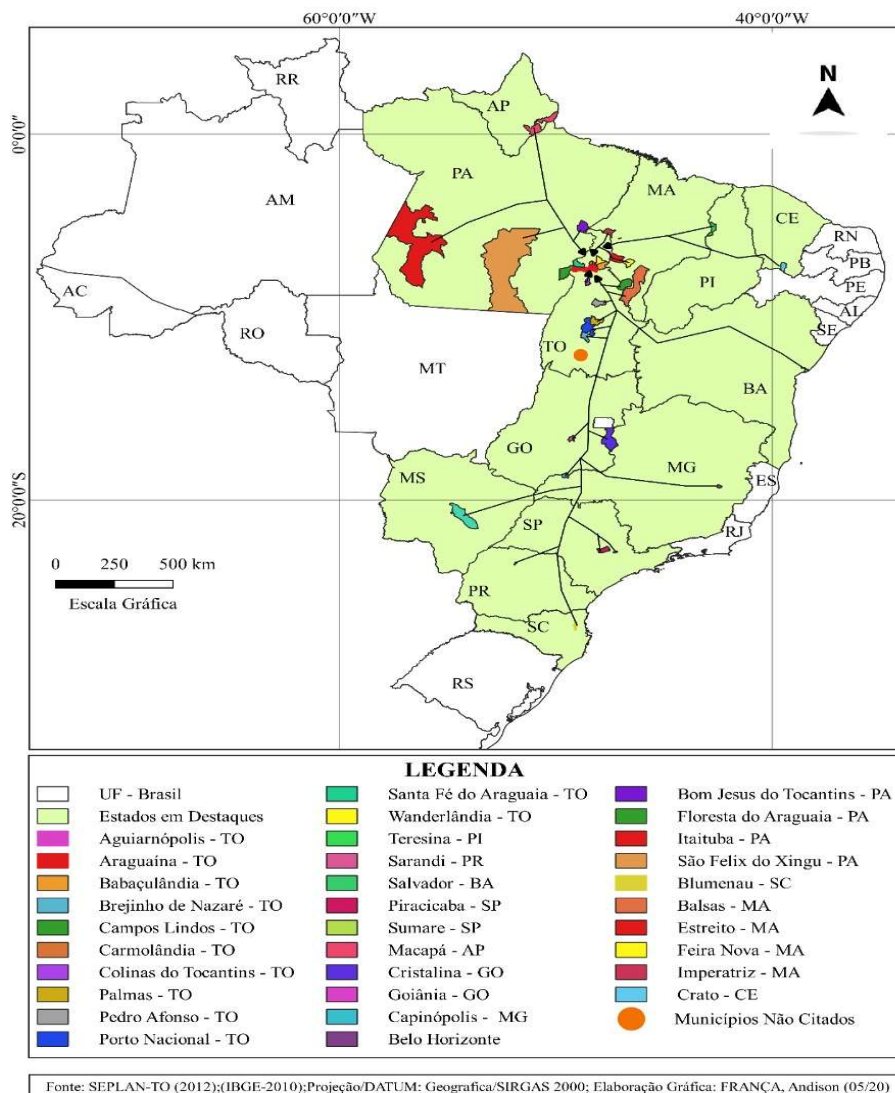 60°0'0"W 40°0'0"W
N
0°0'0"
20°0'0"S
RR
AP
AM
PA
MA
CE
RN
PB
PE
AL
SE
PI
AC
RO
MT
TO
BA
GO
MG
ES
MS
SP
RJ
PR
SC
RS
0 250 500 km
Escala Gráfica
LEGENDA
UF - Brasil
Estados em Destaques
Aguiarnópolis - TO
Araguaína - TO
Babaçulândia - TO
Brejinho de Nazaré - TO
Campos Lindos - TO
Carmolândia - TO
Colinas do Tocantins - TO
Palmas - TO
Pedro Afonso - TO
Porto Nacional - TO
Santa Fé do Araguaia - TO
Wanderlândia - TO
Teresina - PI
Sarandi - PR
Salvador - BA
Piracicaba - SP
Sumare - SP
Macapá - AP
Cristalina - GO
Goiânia - GO
Capinópolis - MG
Belo Horizonte
Bom Jesus do Tocantins - PA
Floresta do Araguaia - PA
Itaituba - PA
São Felix do Xingu - PA
Blumenau - SC
Balsas - MA
Estreito - MA
Feira Nova - MA
Imperatriz - MA
Crato - CE
Municípios Não Citados
Fonte: SEPLAN-TO (2012);(IBGE-2010);Projeção/DATUM: Geografica/SIRGAS 2000; Elaboração Gráfica: FRANÇA, Andison (05/20)